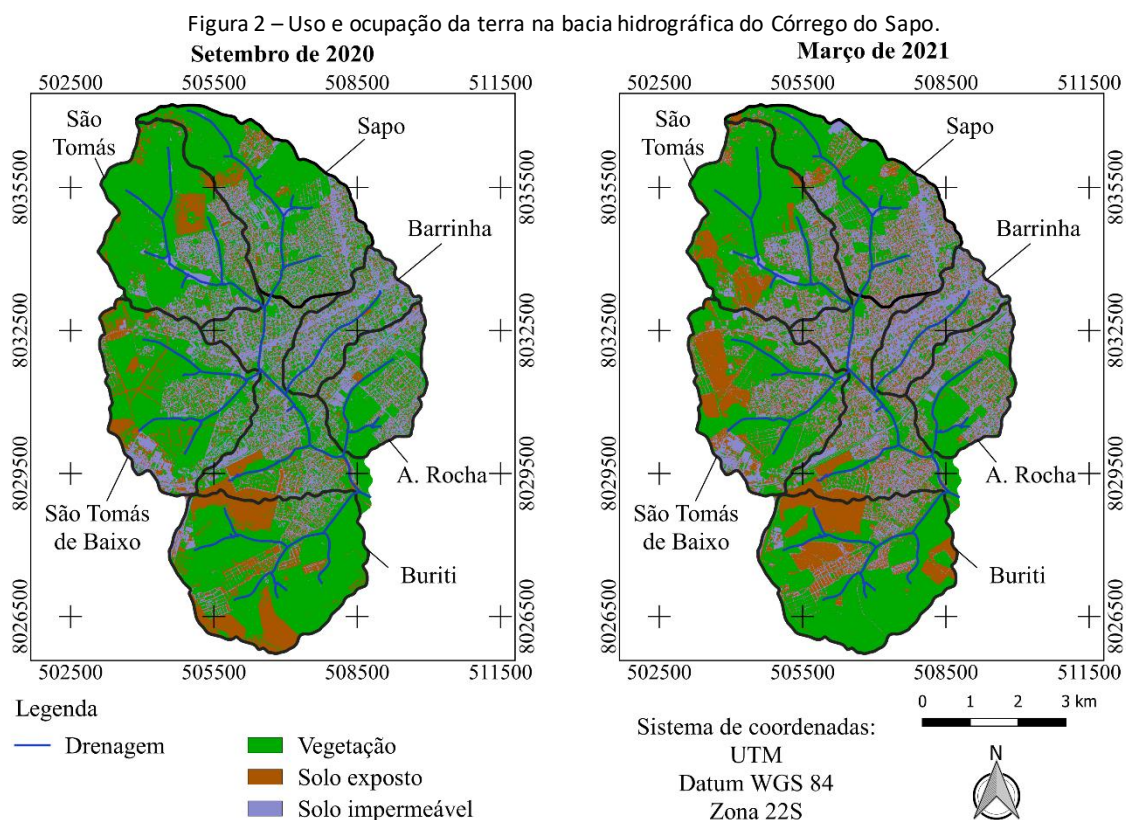 Figura 2 – Uso e ocupação da terra na bacia hidrográfica do Córrego do Sapo.
Setembro de 2020
502500 505500 508500 511500
São
Tomás
Sapo
Barrinha
A. Rocha
São Tomás
de Baixo
Buriti
8035500
8032500
8029500
8026500
8035500
8032500
8029500
8026500
502500 505500 508500 511500
Março de 2021
502500 505500 508500 511500
São
Tomás
Sapo
Barrinha
A. Rocha
São Tomás
de Baixo
Buriti
8035500
8032500
8029500
8026500
8035500
8032500
8029500
8026500
502500 505500 508500 511500
Legenda
Drenagem
Vegetação
Solo exposto
Solo impermeável
Sistema de coordenadas:
UTM
Datum WGS 84
Zona 22S
0 1 2 3 km
N